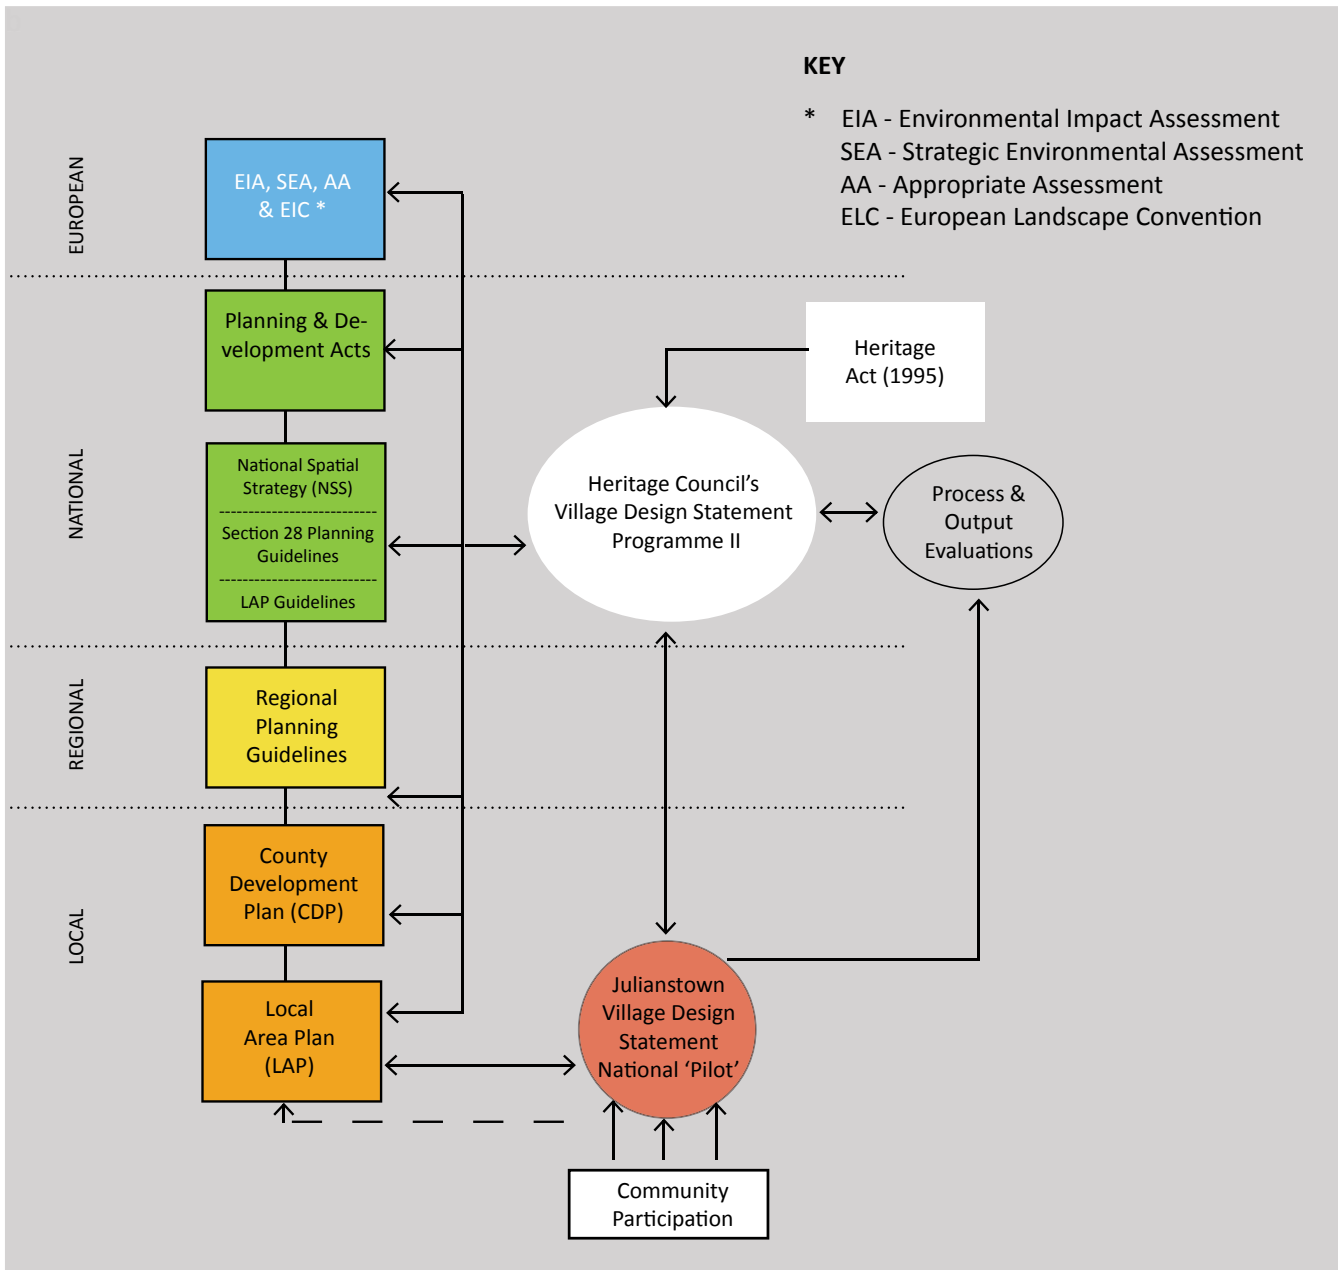 KEY
* EIA - Environmental Impact Assessment
SEA - Strategic Environmental Assessment
AA - Appropriate Assessment
ELC - European Landscape Convention
EUROPEAN
EIA, SEA, AA
& EIC *
NATIONAL
Planning & De-
velopment Acts
National Spatial
Strategy (NSS)
Section 28 Planning
Guidelines
LAP Guidelines
Heritage
Act (1995)
Heritage Council’s
Village Design Statement
Programme II
Process &
Output
Evaluations
REGIONAL
Regional
Planning
Guidelines
LOCAL
County
Development
Plan (CDP)
Local
Area Plan
(LAP)
Julianstown
Village Design
Statement
National ‘Pilot’
Community
Participation